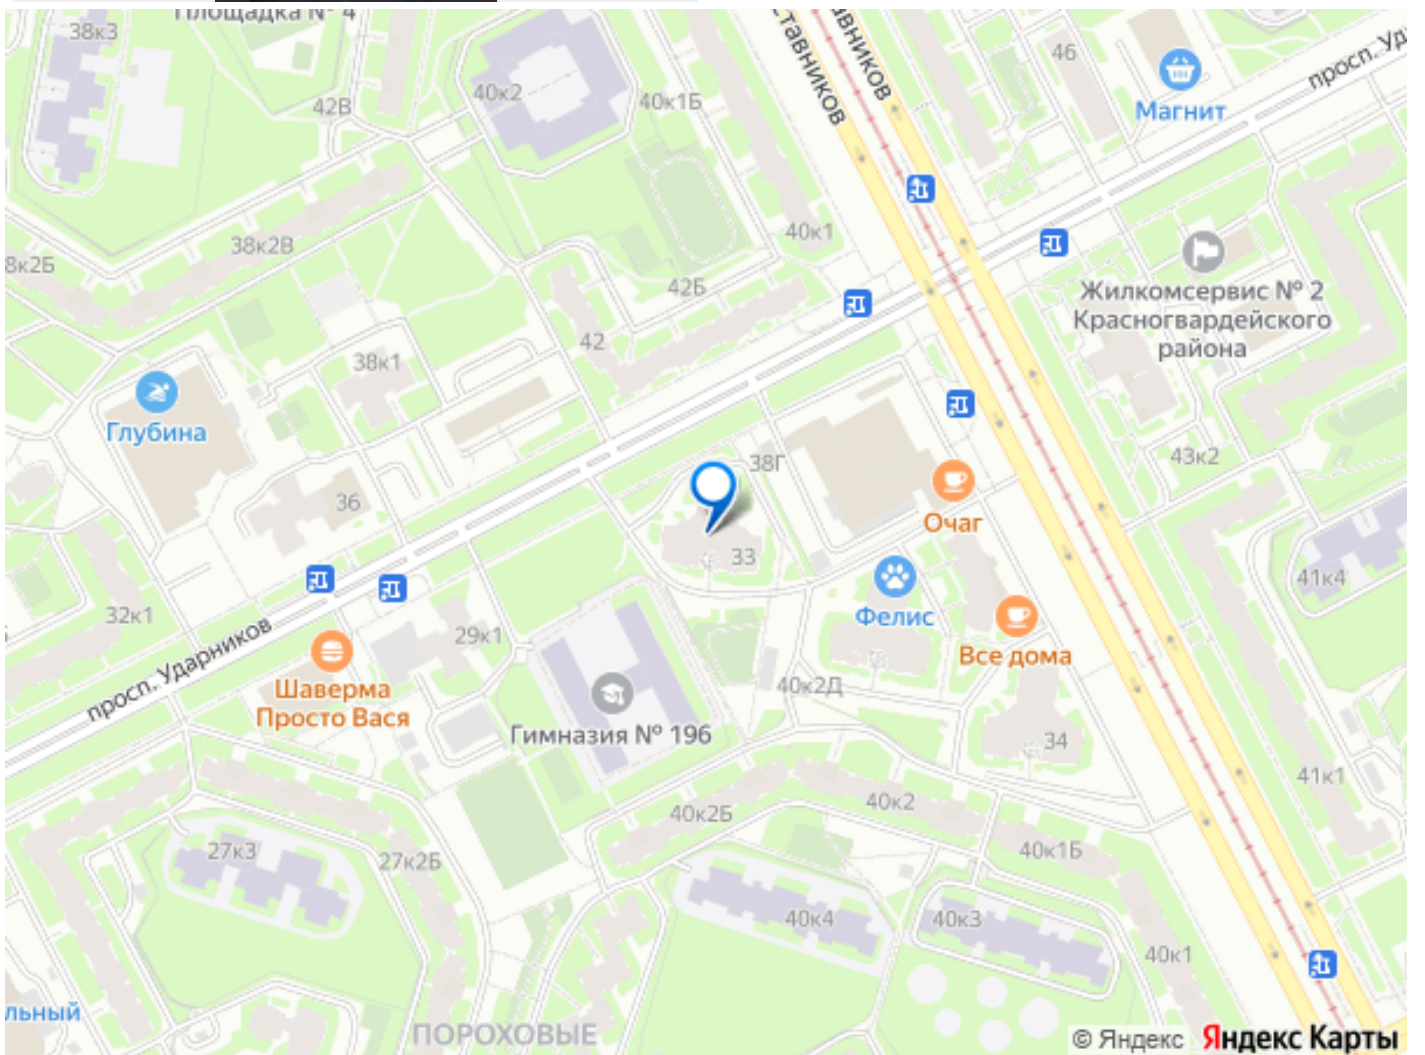 Площадка № 4
38к3
42В
40к2
40к1Б
46
Магнит
просп. Уд
ставников
авников
38к2В
8к2Б
40к1
42Б
42
38к1
Жилкомсервис № 2
Красногвардейского
района
Глубина
36
38Г
43к2
Очаг
33
Фелис
41к4
32к1
29к1
Все дома
просп. Ударников
Шаверма
Просто Вася
40к2Д
Гимназия № 196
34
41к1
40к2Б
40к2
27к3
27к2Б
40к1Б
40к4
40к3
40к1
льный
ПОРОХОВЫЕ
© Яндекс Яндекс Карты